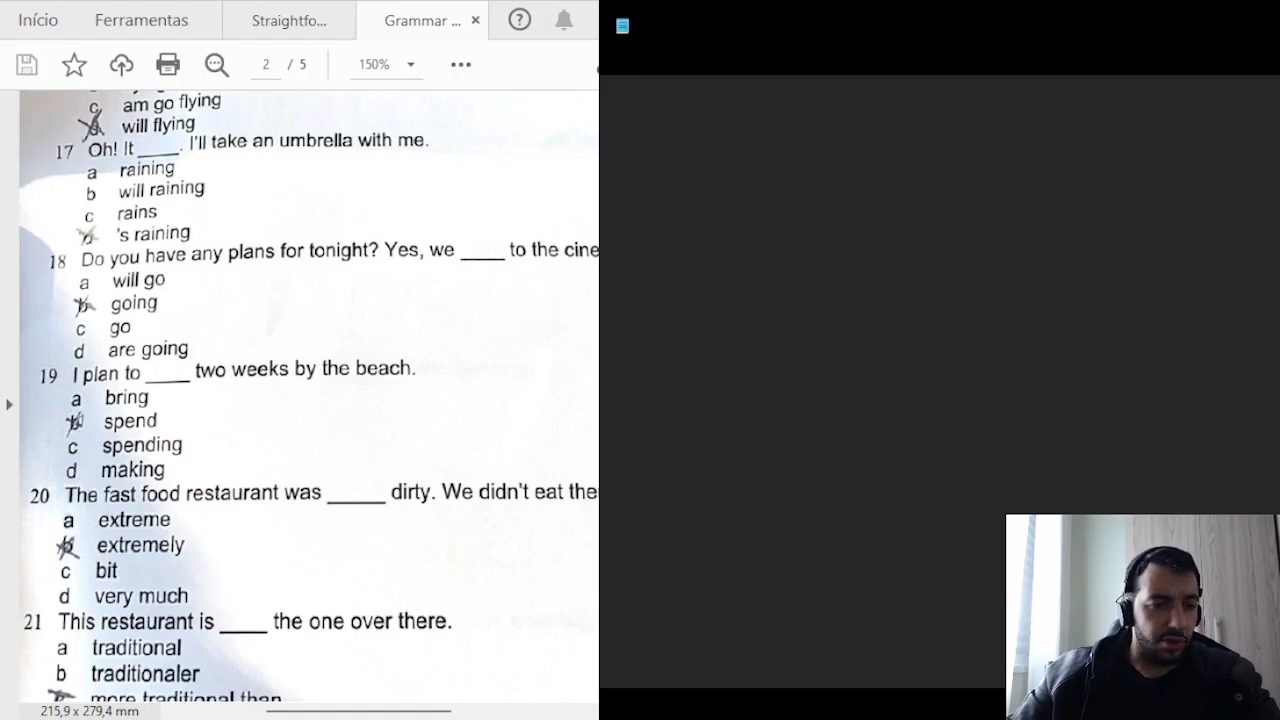 Início Ferramentas Straightfo... Grammar ... ×
2 / 5 150%
c am go flying
will flying
17 Oh! It ____. I'll take an umbrella with me.
a raining
b will raining
c rains
's raining
18 Do you have any plans for tonight? Yes, we ____ to the cine
a will go
b going
c go
d are going
19 I plan to ____ two weeks by the beach.
a bring
b spend
c spending
d making
20 The fast food restaurant was ____ dirty. We didn't eat the
a extreme
b extremely
c bit
d very much
21 This restaurant is ____ the one over there.
a traditional
b traditionaler
more traditional than
215,9 x 279,4 mm